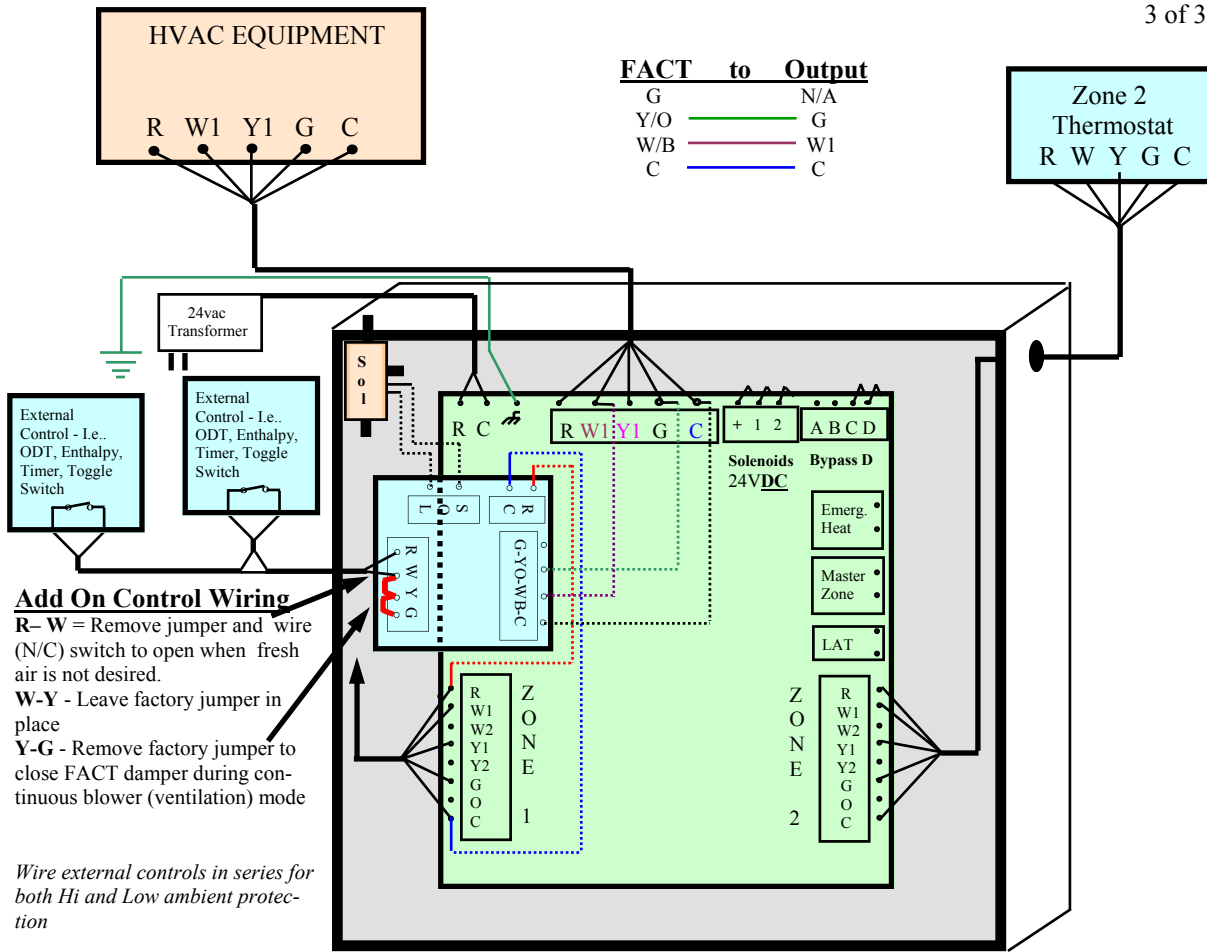 3 of 3
HVAC EQUIPMENT
R W1 Y1 G C
FACT to Output
G N/A
Y/O G
W/B W1
C C
Zone 2
Thermostat
R W Y G C
24vac
Transformer
External
Control - I.e..
ODT, Enthalpy,
Timer, Toggle
Switch
External
Control - I.e..
ODT, Enthalpy,
Timer, Toggle
Switch
Sol
R C
R W1 Y1 G C
+ 1 2
A B C D
Solenoids
24VDC
Bypass D
SOL
R C
R W Y G
G-YO-WB-C
Emerg.
Heat
Master
Zone
LAT
Add On Control Wiring
R– W = Remove jumper and wire
(N/C) switch to open when fresh
air is not desired.
W-Y - Leave factory jumper in
place
Y-G - Remove factory jumper to
close FACT damper during con-
tinuous blower (ventilation) mode
Wire external controls in series for
both Hi and Low ambient protec-
tion
R
W1
W2
Y1
Y2
G
O
C
ZONE 1
ZONE 2
R
W1
W2
Y1
Y2
G
O
C